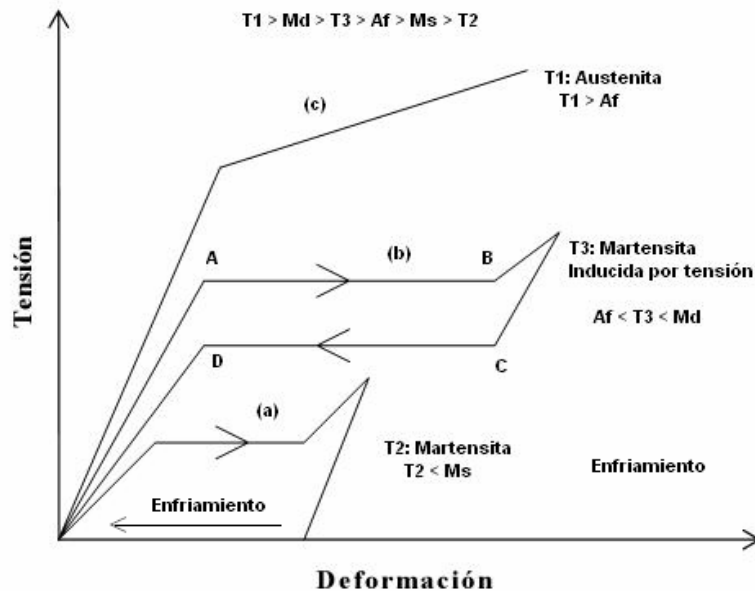 T1 > Md > T3 > Af > Ms > T2
(c)
T1: Austenita
T1 > Af
Tensión
A
(b)
B
T3: Martensita
Inducida por tensión
Af < T3 < Md
D
C
(a)
T2: Martensita
T2 < Ms
Enfriamiento
Enfriamiento
Deformación